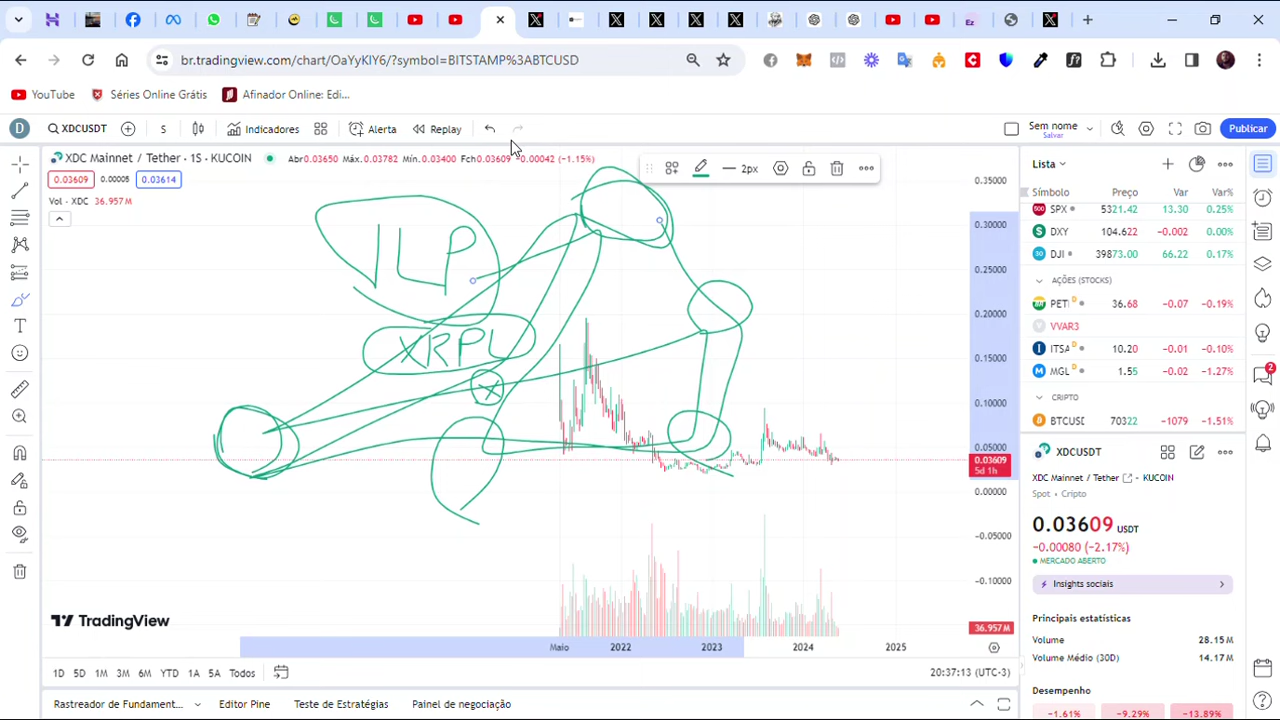 br.tradingview.com/chart/OaYyKIY6/?symbol=BITSTAMP%3ABTCUSD
YouTube Séries Online Grátis Afinador Online: Edi...
D XDCUSDT S Indicadores Alerta Replay Sem nome Salvar Publicar
XDC Mainnet / Tether · 1S · KUCOIN Abr0.03650 Máx.0.03782 Mín.0.03400 Fch0.03609 -0.00042 (-1.15%)
0.03609 0.00005 0.03614
2px
Vol · XDC 36.957M
ILP
XRPL
X
0.35000
0.30000
0.25000
0.20000
0.15000
0.10000
0.05000
0.03609
5d 1h
0.00000
-0.05000
-0.10000
36.957M
TradingView
Maio 2022 2023 2024 2025
1D 5D 1M 3M 6M YTD 1A 5A Todos 20:37:13 (UTC-3)
Rastreador de Fundament... Editor Pine Teste de Estratégias Painel de negociação
Lista
Símbolo Preço Var Var%
SPX 5321.42 13.30 0.25%
DXY 104.622 -0.002 0.00%
DJI 39873.00 66.22 0.17%
AÇÕES (STOCKS)
PET D 36.68 -0.07 -0.19%
VVAR3
ITSA D 10.20 -0.01 -0.10%
MGL D 1.55 -0.02 -1.27%
CRIPTO
BTCUSD 70322 -1079 -1.51%
2
XDCUSDT
XDC Mainnet / Tether · KUCOIN
Spot · Cripto
0.03609 USDT
-0.00080 (-2.17%)
MERCADO ABERTO
Insights sociais
Principais estatísticas
Volume 28.15M
Volume Médio (30D) 14.17M
Desempenho
-1.61% -9.29% -13.89%